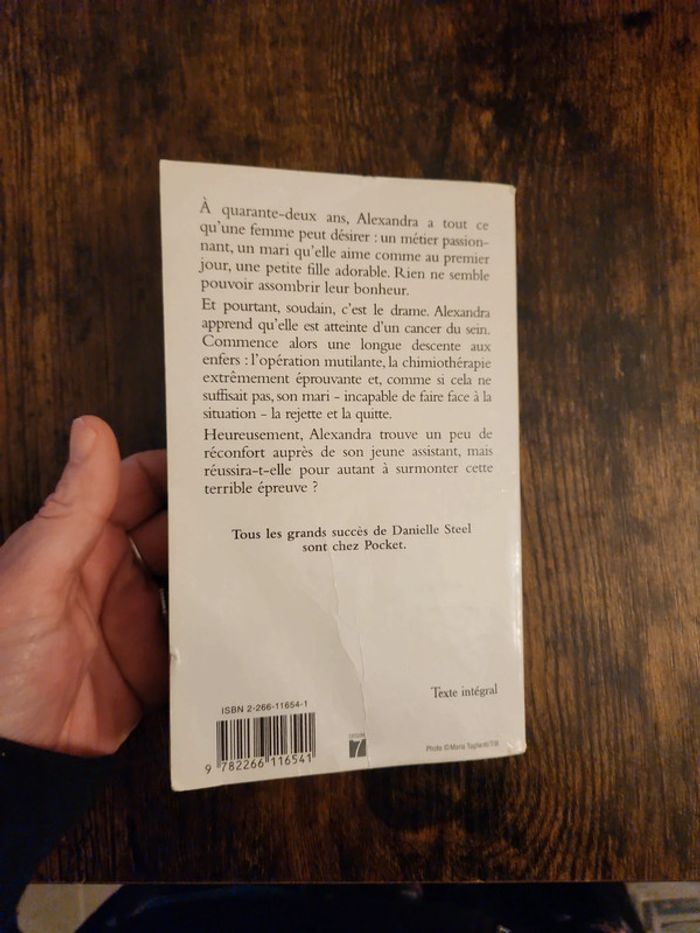 À quarante-deux ans, Alexandra a tout ce
qu'une femme peut désirer : un métier passion-
nant, un mari qu'elle aime comme au premier
jour, une petite fille adorable. Rien ne semble
pouvoir assombrir leur bonheur.
Et pourtant, soudain, c'est le drame. Alexandra
apprend qu'elle est atteinte d'un cancer du sein.
Commence alors une longue descente aux
enfers : l'opération mutilante, la chimiothérapie
extrêmement éprouvante et, comme si cela ne
suffisait pas, son mari – incapable de faire face à la
situation – la rejette et la quitte.
Heureusement, Alexandra trouve un peu de
réconfort auprès de son jeune assistant, mais
réussira-t-elle pour autant à surmonter cette
terrible épreuve ?
Tous les grands succès de Danielle Steel
sont chez Pocket.
Texte intégral
ISBN 2-266-11654-1
9 782266 116541
7
Photo ©Maria